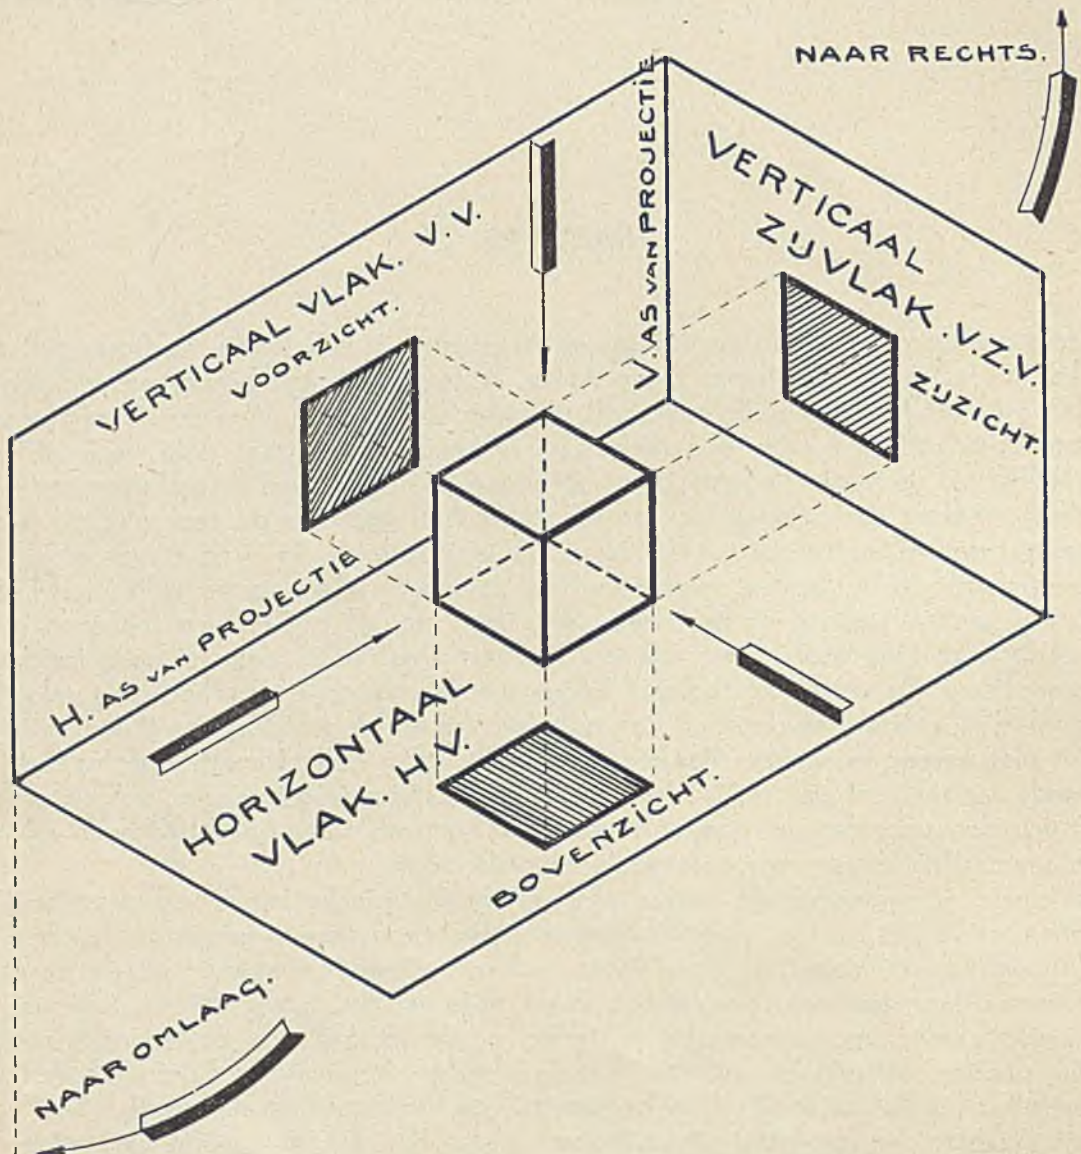 NAAR RECHTS.
V. AS VAN PROJECTIE
VERTICAAL
ZIJVLAK. V.Z.V.
ZIJZICHT.
VERTICAAL VLAK. V.V.
VOORZICHT.
H. AS VAN PROJECTIE
HORIZONTAAL
VLAK. H.V.
BOVENZICHT.
NAAR OMLAAG.